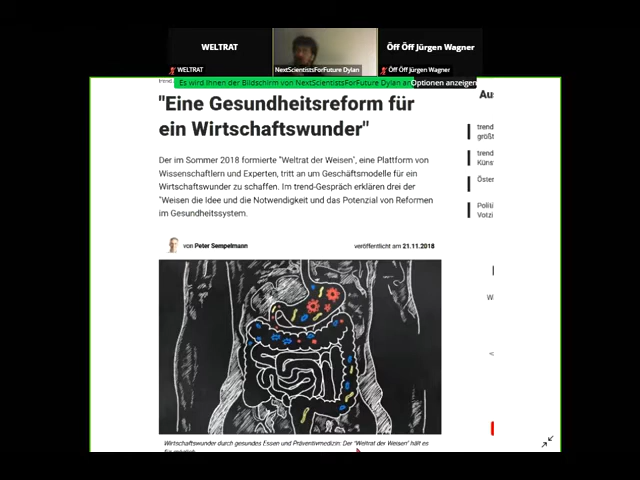 WELTRAT
Öff Öff Jürgen Wagner
WELTRAT
NextScientistsForFuture Dylan
Öff Öff Jürgen Wagner
Es wird Ihnen der Bildschirm von NextScientistsForFuture Dylan an
Optionen anzeigen
trend
"Eine Gesundheitsreform für
ein Wirtschaftswunder"
Der im Sommer 2018 formierte "Weltrat der Weisen", eine Plattform von
Wissenschaftlern und Experten, tritt an um Geschäftsmodelle für ein
Wirtschaftswunder zu schaffen. Im trend-Gespräch erklären drei der
"Weisen die Idee und die Notwendigkeit und das Potenzial von Reformen
im Gesundheitssystem.
von Peter Sempelmann
veröffentlicht am 21.11.2018
Wirtschaftswunder durch gesundes Essen und Präventivmedizin: Der "Weltrat der Weisen" hält es
Au
trend
größt
trend
Küns
Öster
Politi
W